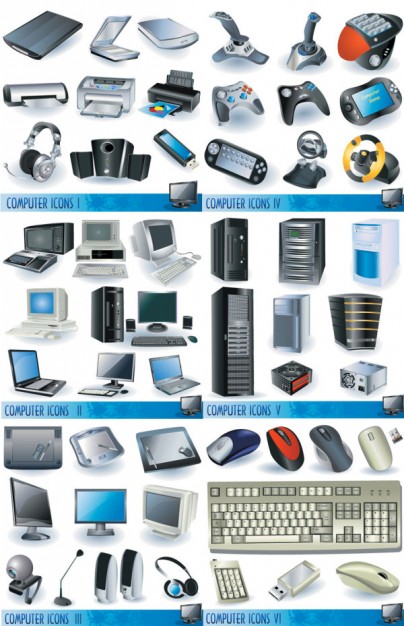 COMPUTER ICONS I
COMPUTER ICONS IV
COMPUTER ICONS II
COMPUTER ICONS V
COMPUTER ICONS III
COMPUTER ICONS VI